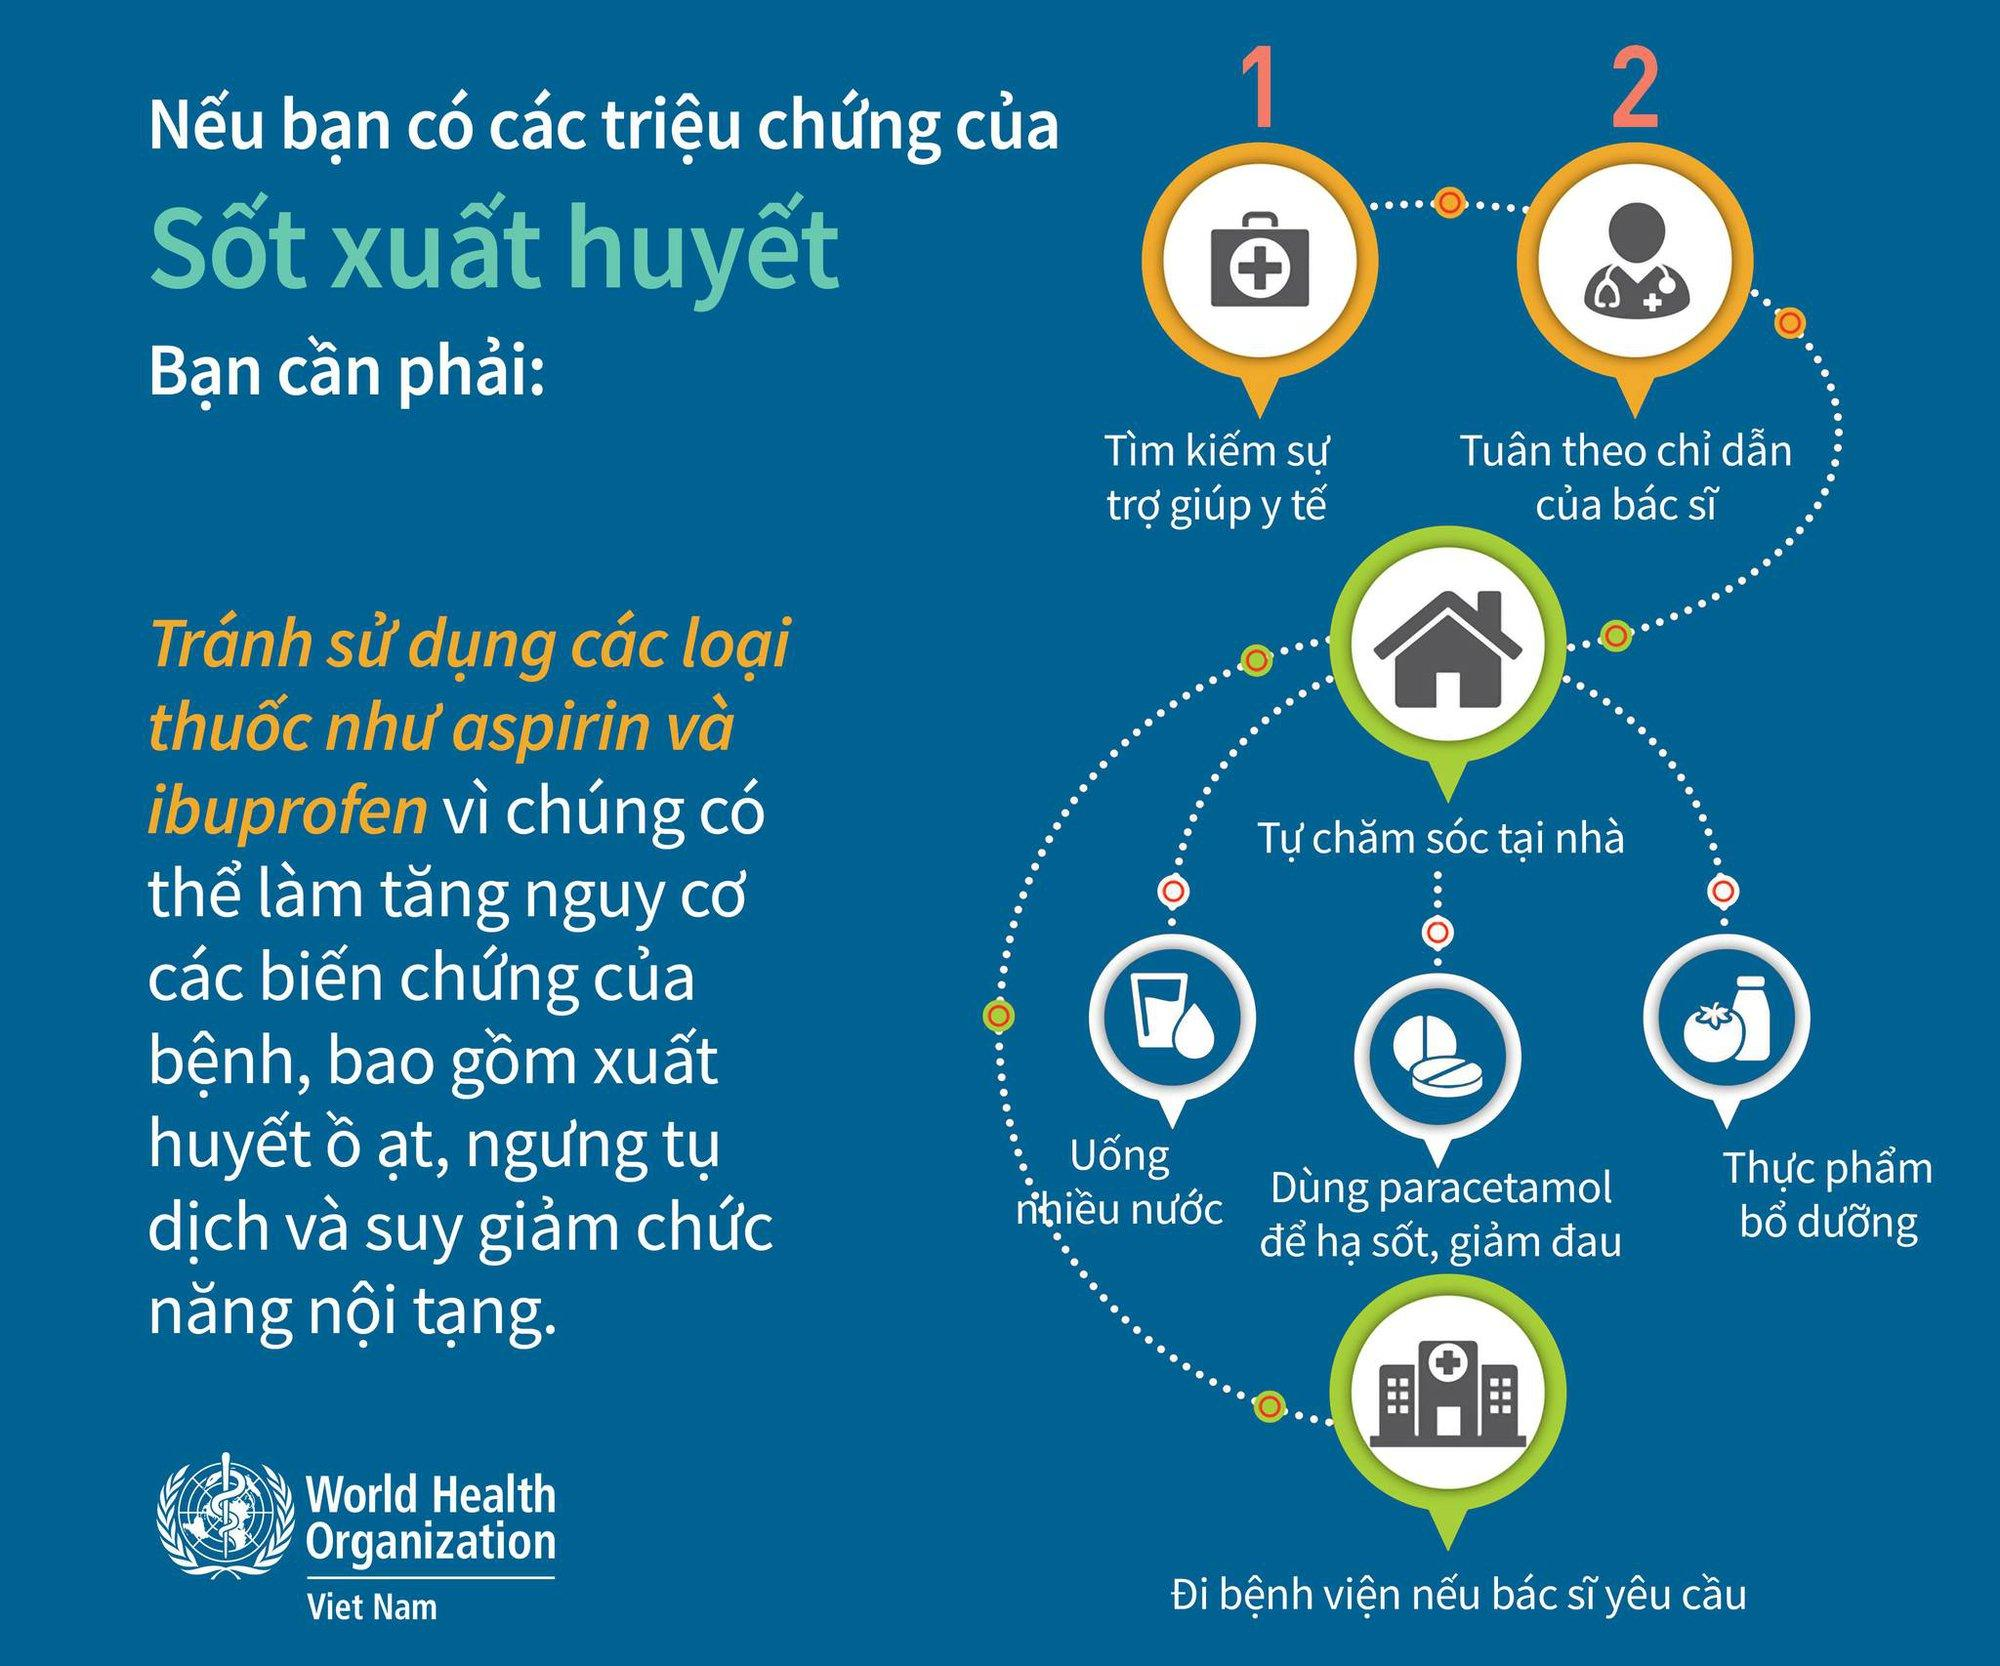 Nếu bạn có các triệu chứng của
Sốt xuất huyết
Bạn cần phải:
Tránh sử dụng các loại
thuốc như aspirin và
ibuprofen vì chúng có
thể làm tăng nguy cơ
các biến chứng của
bệnh, bao gồm xuất
huyết ồ ạt, ngưng tụ
dịch và suy giảm chức
năng nội tạng.
1
Tìm kiếm sự
trợ giúp y tế
2
Tuân theo chỉ dẫn
của bác sĩ
Tự chăm sóc tại nhà
Uống
nhiều nước
Dùng paracetamol
để hạ sốt, giảm đau
Thực phẩm
bổ dưỡng
Đi bệnh viện nếu bác sĩ yêu cầu
World Health
Organization
Viet Nam